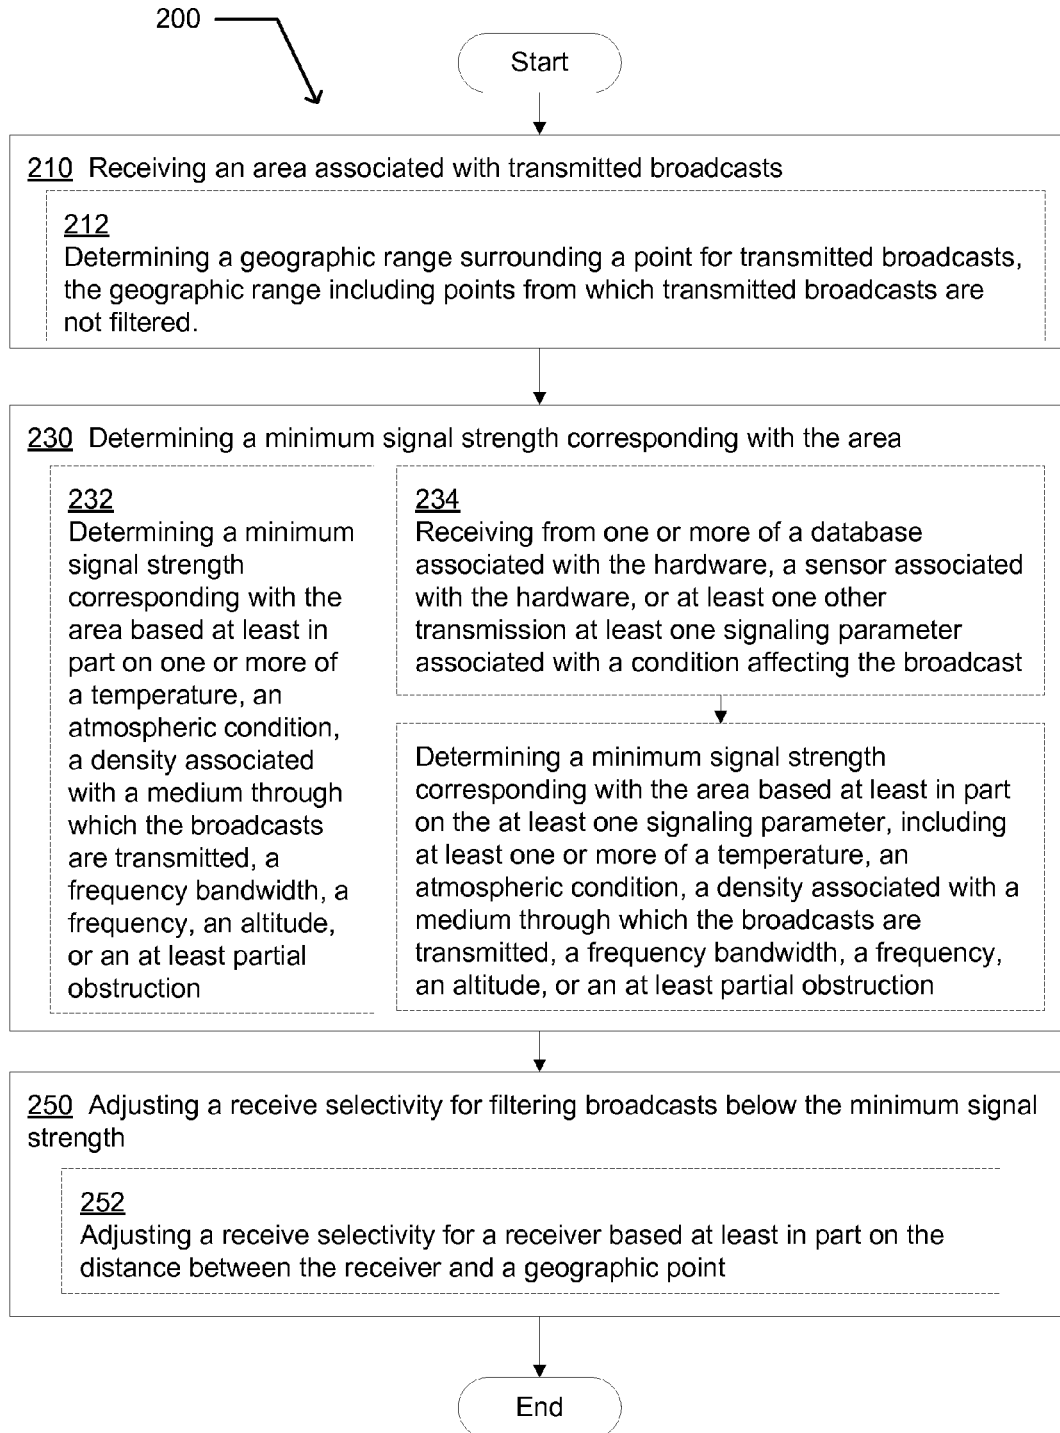 200
Start
210 Receiving an area associated with transmitted broadcasts
212
Determining a geographic range surrounding a point for transmitted broadcasts,
the geographic range including points from which transmitted broadcasts are
not filtered.
230 Determining a minimum signal strength corresponding with the area
232
Determining a minimum
signal strength
corresponding with the
area based at least in
part on one or more of
a temperature, an
atmospheric condition,
a density associated
with a medium through
which the broadcasts
are transmitted, a
frequency bandwidth, a
frequency, an altitude,
or an at least partial
obstruction
234
Receiving from one or more of a database
associated with the hardware, a sensor associated
with the hardware, or at least one other
transmission at least one signaling parameter
associated with a condition affecting the broadcast
Determining a minimum signal strength
corresponding with the area based at least in part
on the at least one signaling parameter, including
at least one or more of a temperature, an
atmospheric condition, a density associated with a
medium through which the broadcasts are
transmitted, a frequency bandwidth, a frequency,
an altitude, or an at least partial obstruction
250 Adjusting a receive selectivity for filtering broadcasts below the minimum signal
strength
252
Adjusting a receive selectivity for a receiver based at least in part on the
distance between the receiver and a geographic point
End